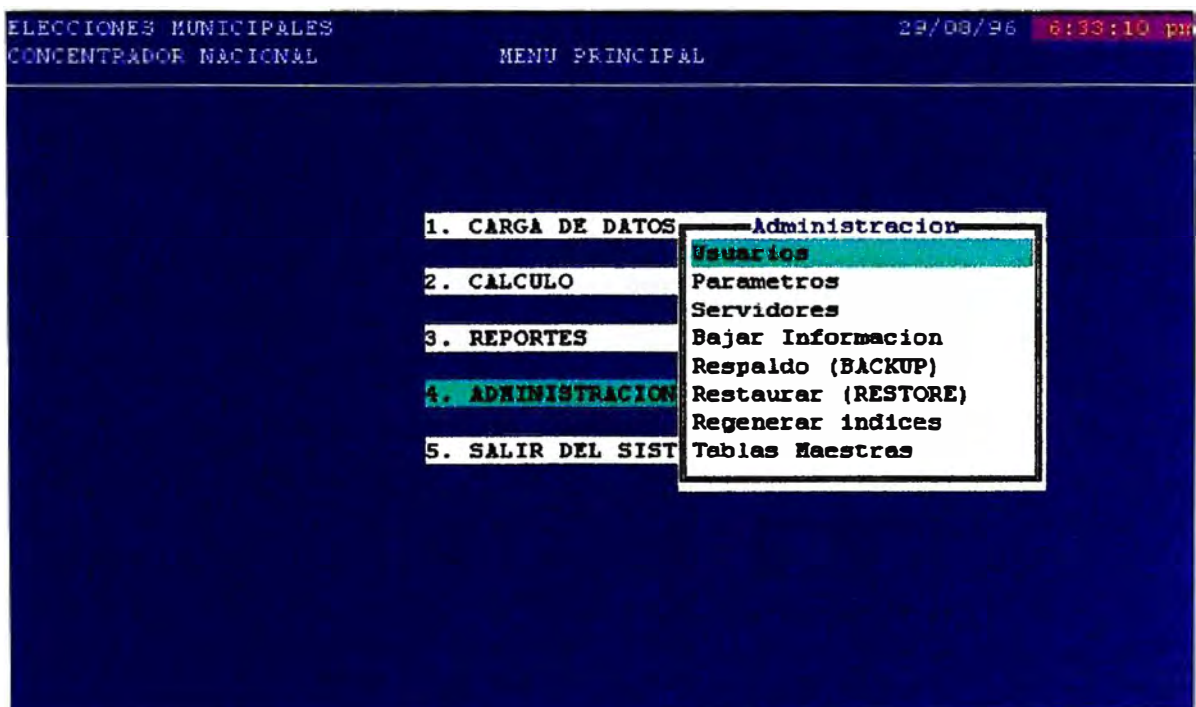 ELECCIONES MUNICIPALES 29/08/96 6:33:10 pm
CONCENTRADOR NACIONAL MENU PRINCIPAL
1. CARGA DE DATOS
2. CALCULO
3. REPORTES
4. ADMINISTRACION
5. SALIR DEL SIST
Administracion
Usuarios
Parametros
Servidores
Bajar Informacion
Respaldo (BACKUP)
Restaurar (RESTORE)
Regenerar indices
Tablas Maestras